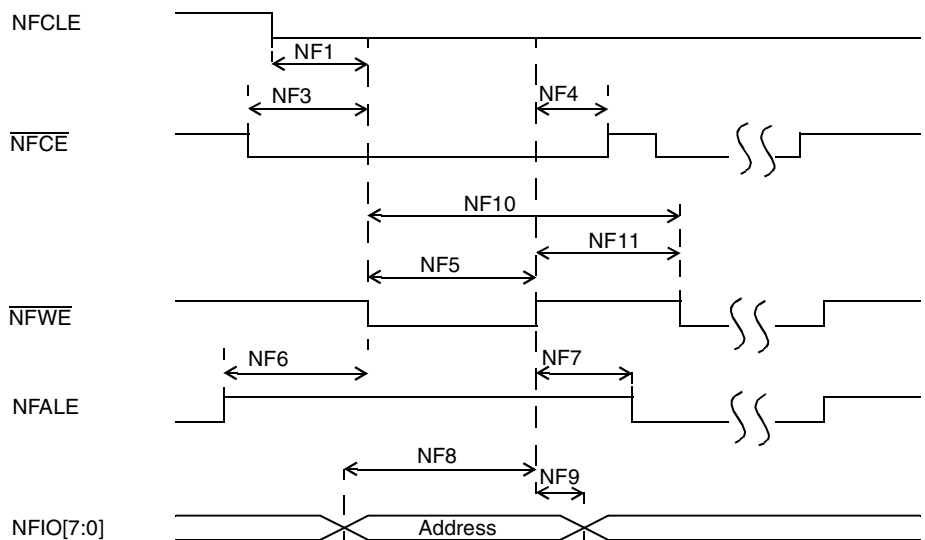 NFCLE
NF1
NF3
NF4
NFCE
NF10
NF11
NF5
NFWE
NF6
NF7
NFALE
NF8
NF9
NFIO[7:0]
Address